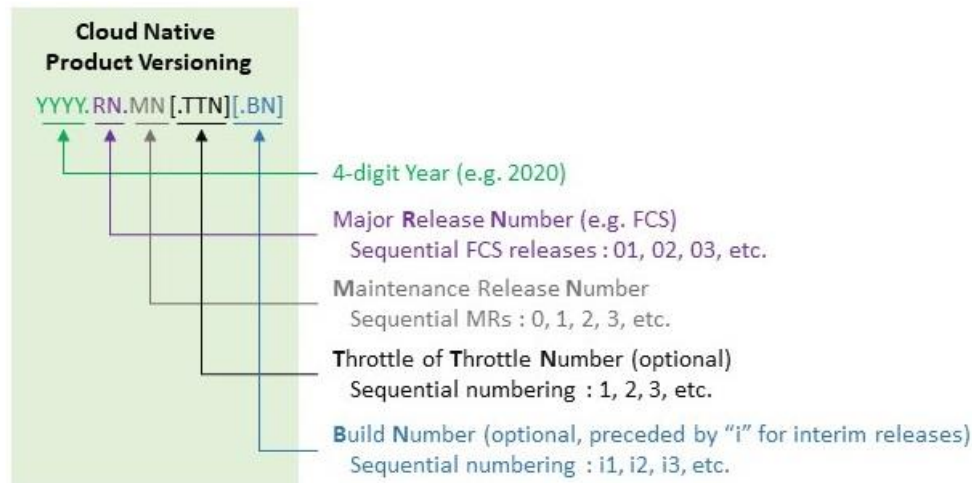 Cloud Native
Product Versioning
YYYY.RN.MN[.TTN][.BN]
4-digit Year (e.g. 2020)
Major Release Number (e.g. FCS)
Sequential FCS releases : 01, 02, 03, etc.
Maintenance Release Number
Sequential MRs : 0, 1, 2, 3, etc.
Throttle of Throttle Number (optional)
Sequential numbering : 1, 2, 3, etc.
Build Number (optional, preceded by “i” for interim releases)
Sequential numbering : i1, i2, i3, etc.